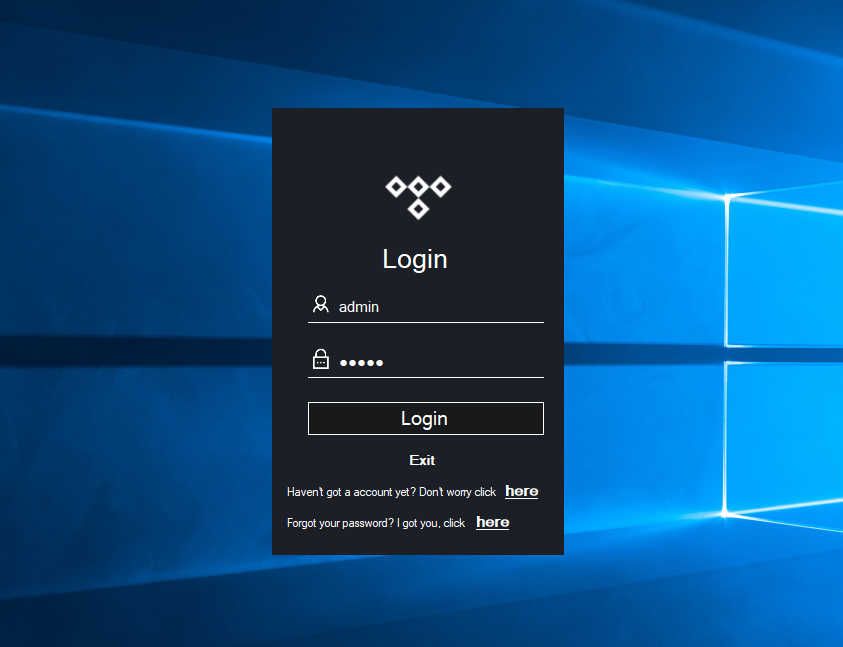 Login
admin
●●●●●
Login
Exit
Haven't got a account yet? Don't worry click here
Forgot your password? I got you, click here